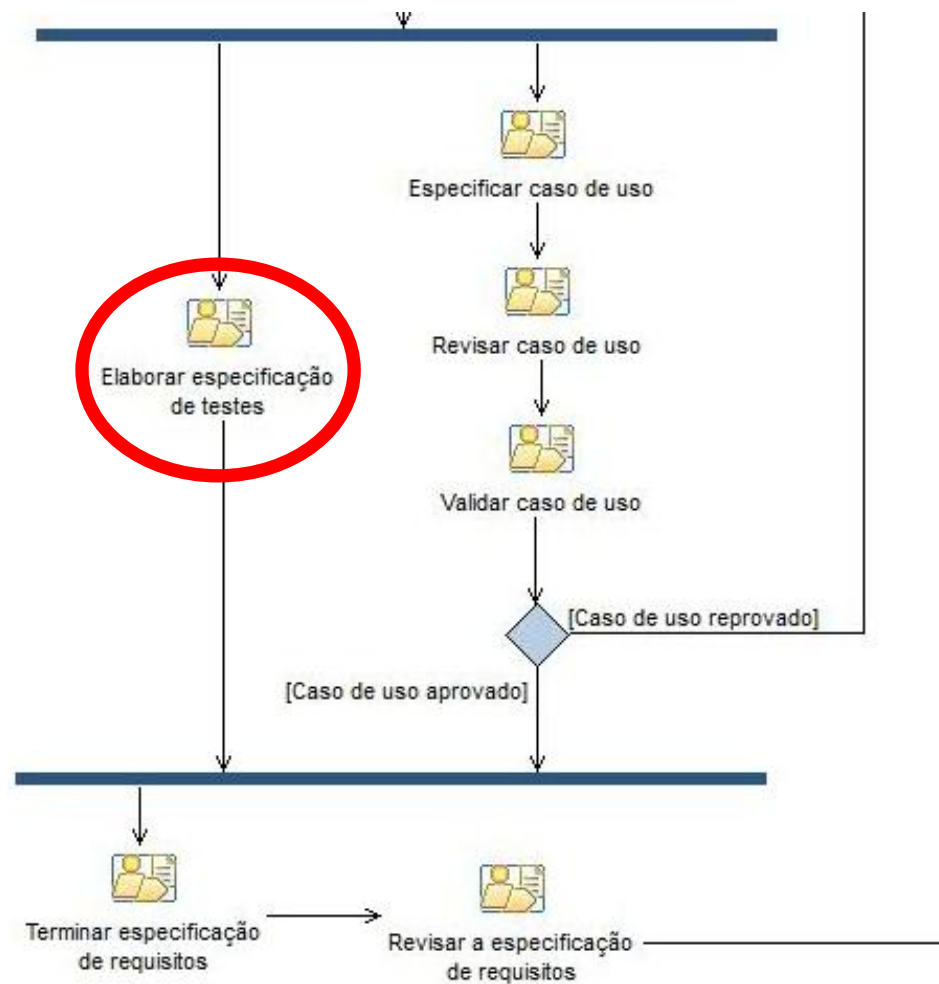 Especificar caso de uso
Revisar caso de uso
Elaborar especificação
de testes
Validar caso de uso
[Caso de uso reprovado]
[Caso de uso aprovado]
Terminar especificação
de requisitos
Revisar a especificação
de requisitos